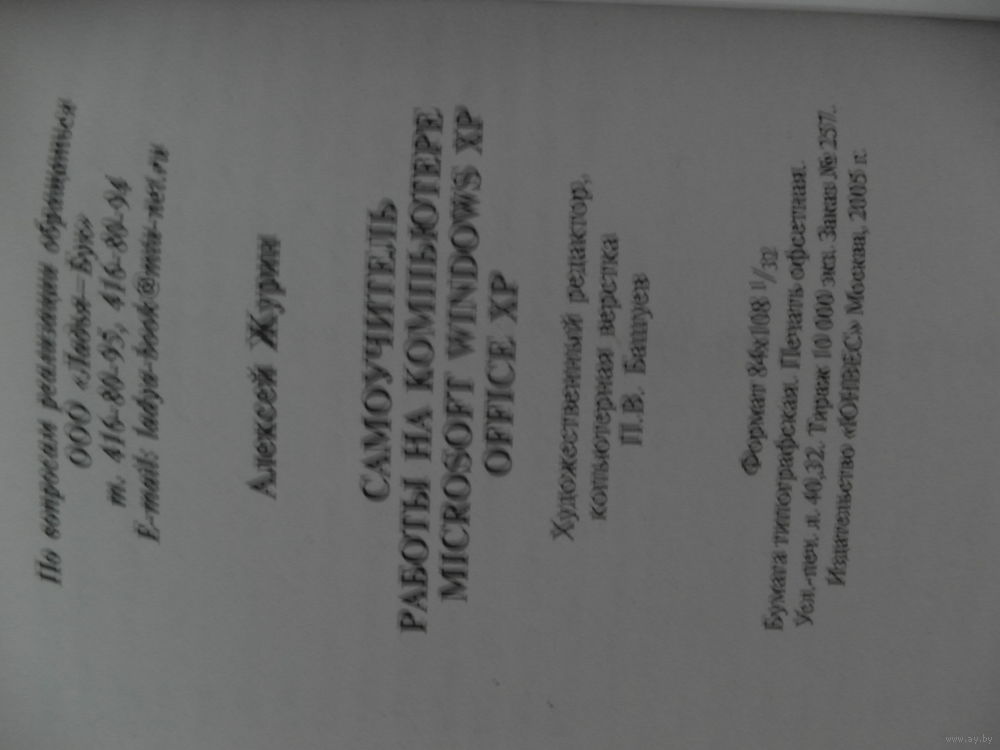 По вопросам реализации обращаться
ООО «Ладья–Бук»
т. 416-80-95, 416-80-94
E-mail: ladya-book@mtu-net.ru
Алексей Журин
САМОУЧИТЕЛЬ
РАБОТЫ НА КОМПЬЮТЕРЕ
MICROSOFT WINDOWS XP
OFFICE XP
Художественный редактор,
компьютерная верстка
П.В. Башуев
Формат 84х108 1/32
Бумага типографская. Печать офсетная.
Усл.-печ. л. 40,32. Тираж 10 000 экз. Заказ № 257.
Издательство «ЮНВЕС» Москва, 2005 г.
www.ay.by